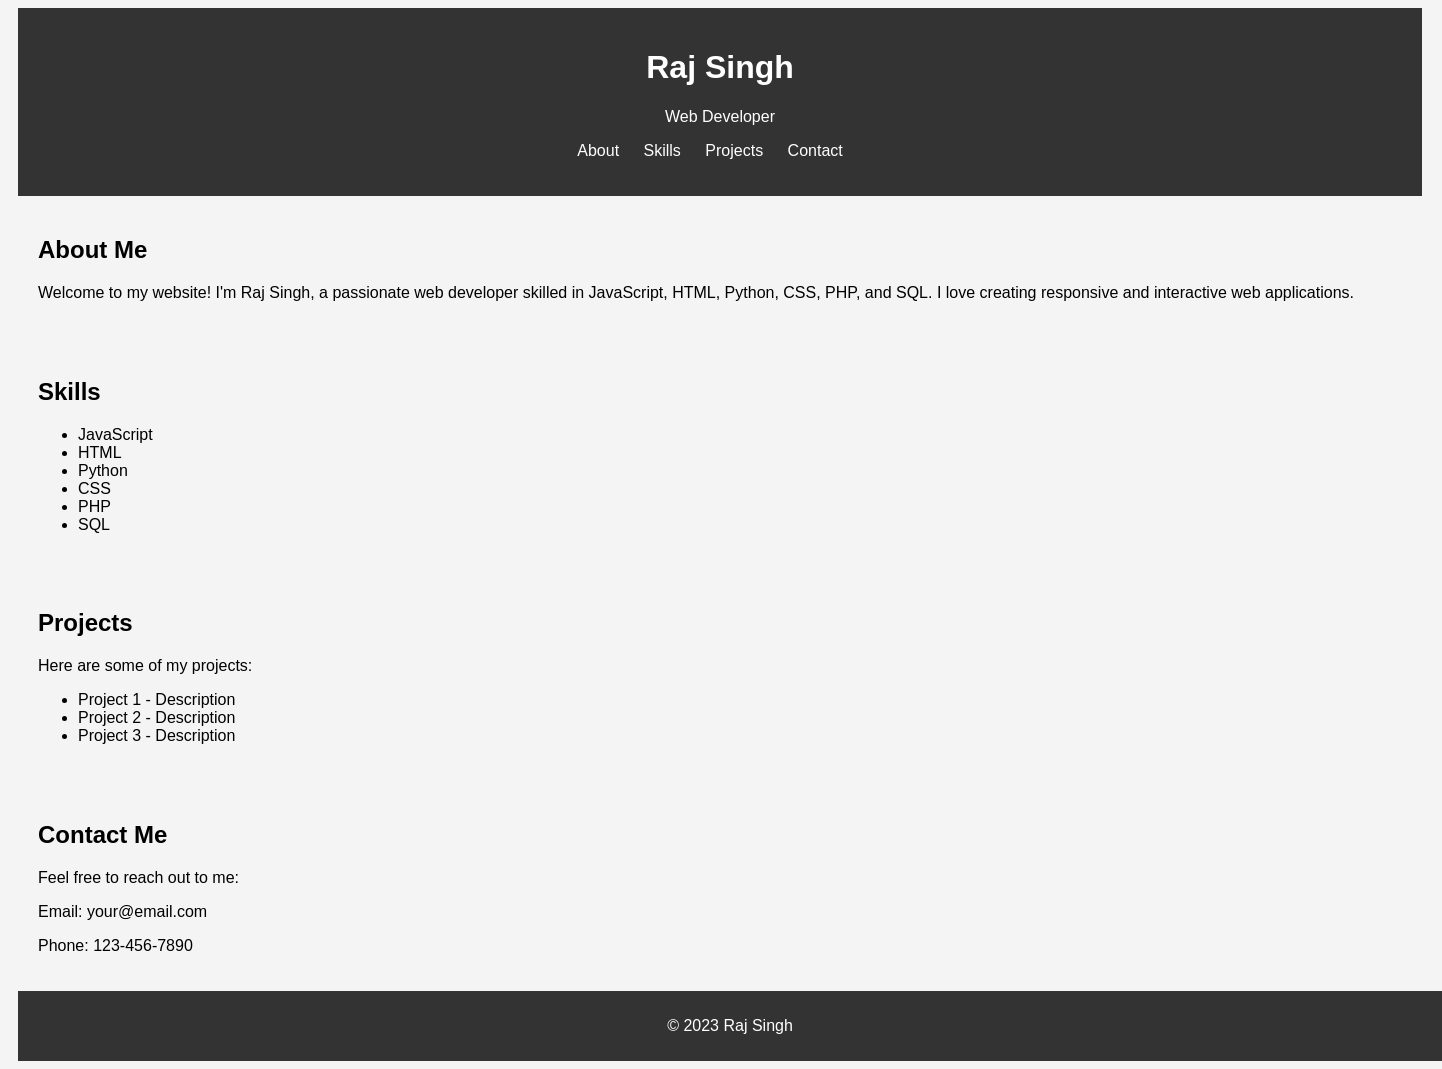 Raj Singh
Web Developer
About Skills Projects Contact
About Me
Welcome to my website! I'm Raj Singh, a passionate web developer skilled in JavaScript, HTML, Python, CSS, PHP, and SQL. I love creating responsive and interactive web applications.
Skills
JavaScript
HTML
Python
CSS
PHP
SQL
Projects
Here are some of my projects:
Project 1 - Description
Project 2 - Description
Project 3 - Description
Contact Me
Feel free to reach out to me:
Email: your@email.com
Phone: 123-456-7890
© 2023 Raj Singh